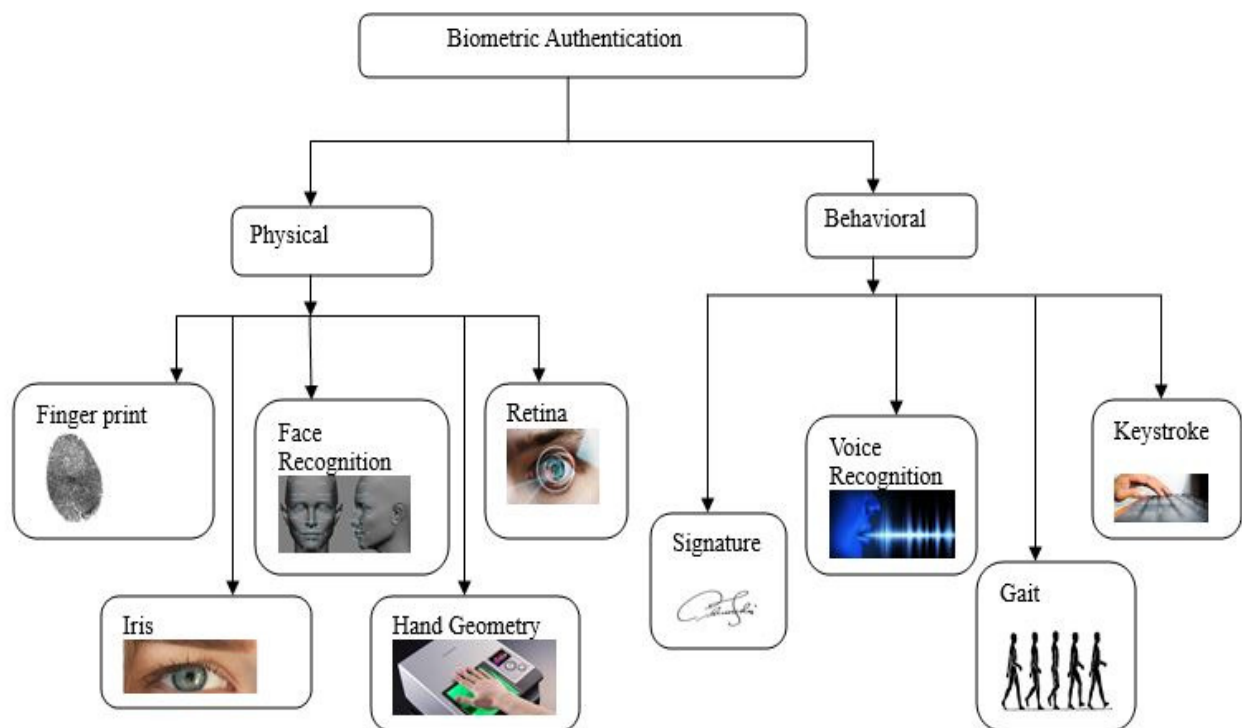 Biometric Authentication
Physical
Behavioral
Finger print
Face
Recognition
Retina
Iris
Hand Geometry
Signature
Voice
Recognition
Gait
Keystroke